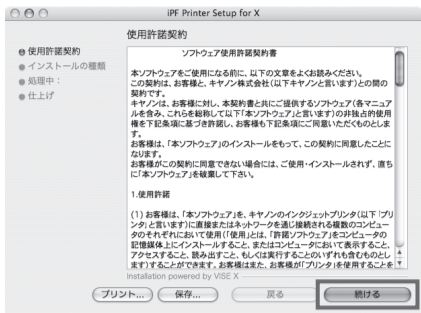 iPF Printer Setup for X
使用許諾契約
使用許諾契約
インストールの種類
処理中：
仕上げ
ソフトウェア使用許諾契約書
本ソフトウェアをご使用になる前に、以下の文章をよくお読みください。
この契約は、お客様と、キヤノン株式会社（以下キヤノンと言います）との間の
契約です。
キヤノンは、お客様に対し、本契約書と共にご提供するソフトウェア（各マニュア
ルを含み、これらを総称して以下「本ソフトウェア」と言います）の非独占的使用
権を下記条項に基づき許諾し、お客様も下記条項にご同意いただくものとしま
す。
お客様は、「本ソフトウェア」のインストールをもって、この契約に同意したことに
なります。
お客様がこの契約に同意できない場合には、ご使用・インストールされず、直ち
に「本ソフトウェア」を破棄して下さい。
1.使用許諾
(1) お客様は、「本ソフトウェア」を、キヤノンのインクジェットプリンタ（以下「プリ
ンタ」と言います）に直接またはネットワークを通じ接続される複数のコンピュー
タのそれぞれにおいて使用（「使用」とは、「許諾ソフトウェア」をコンピュータの
記憶媒体上にインストールすること、またはコンピュータにおいて表示すること、
アクセスすること、読み出すこと、もしくは実行することのいずれも含むものとし
ます）することができます。お客様はまた、お客様が「プリンタ」を使用することを
Installation powered by VISE X
プリント...
保存...
戻る
続ける